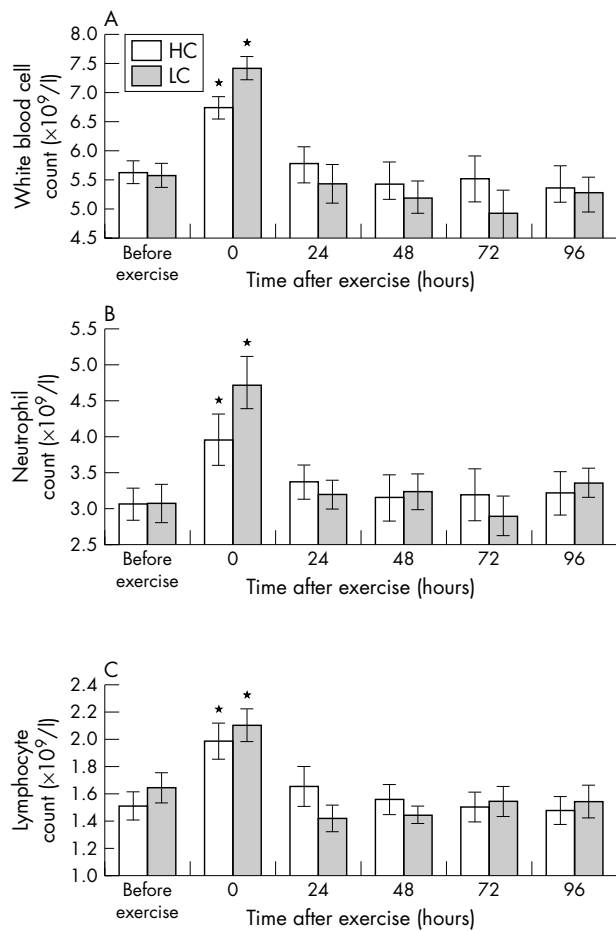 A
HC
LC
White blood cell
count (×10⁹/l)
8.0
7.5
7.0
6.5
6.0
5.5
5.0
4.5
★ ★
Before
exercise
0 24 48 72 96
Time after exercise (hours)
B
Neutrophil
count (×10⁹/l)
5.5
5.0
4.5
4.0
3.5
3.0
2.5
★ ★
Before
exercise
0 24 48 72 96
Time after exercise (hours)
C
Lymphocyte
count (×10⁹/l)
2.4
2.2
2.0
1.8
1.6
1.4
1.2
1.0
★ ★
Before
exercise
0 24 48 72 96
Time after exercise (hours)